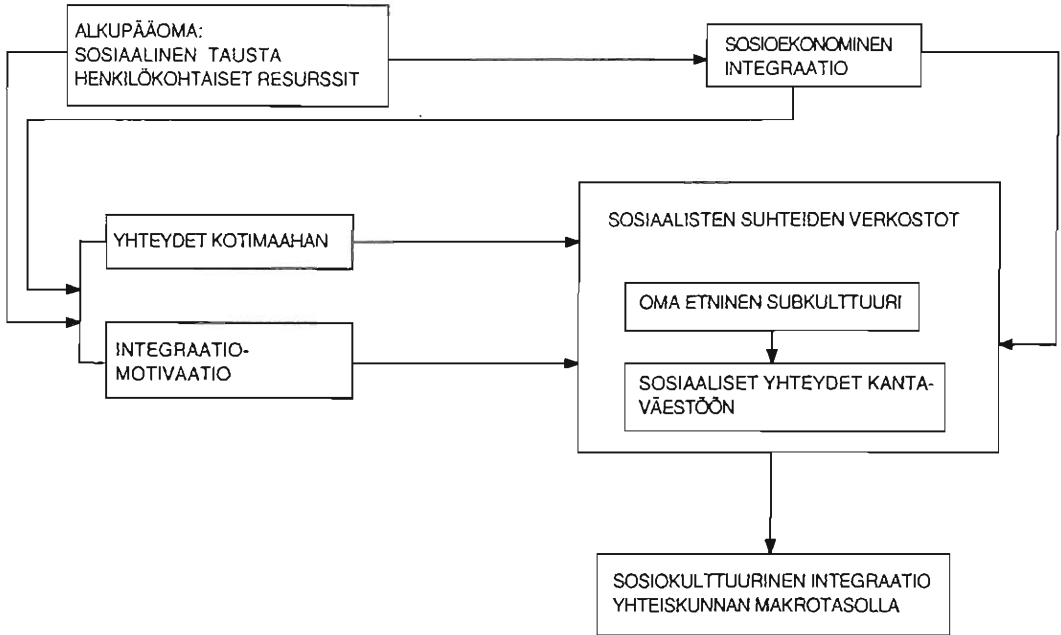 ALKUPÄÄOMA:
SOSIAALINEN TAUSTA
HENKILÖKOHTAISET RESURSSIT
SOSIOEKONOMINEN
INTEGRAATIO
YHTEYDET KOTIMAAHAN
INTEGRAATIO-
MOTIVAATIO
SOSIAALISTEN SUHTEIDEN VERKOSTOT
OMA ETNINEN SUBKULTTUURI
SOSIAALISET YHTEYDET KANTA-
VÄESTÖÖN
SOSIOKULTTUURINEN INTEGRAATIO
YHTEISKUNNAN MAKROTASOLLA